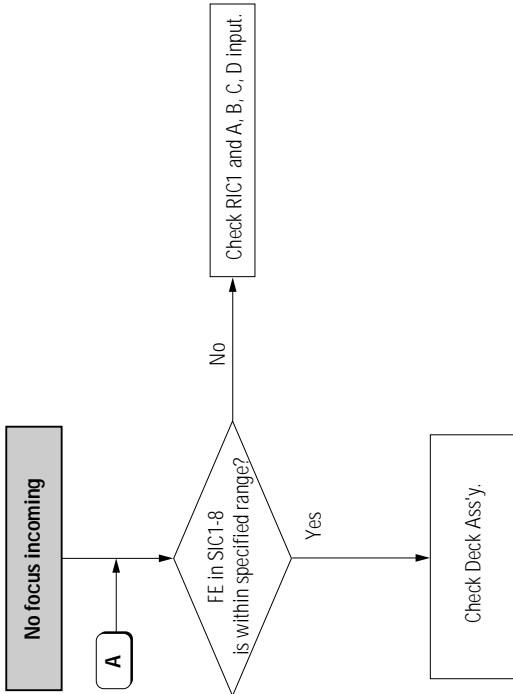 No focus incoming
A
FE in SIC1-8
is within specified range?
No
Check RIC1 and A, B, C, D input.
Yes
Check Deck Ass'y.